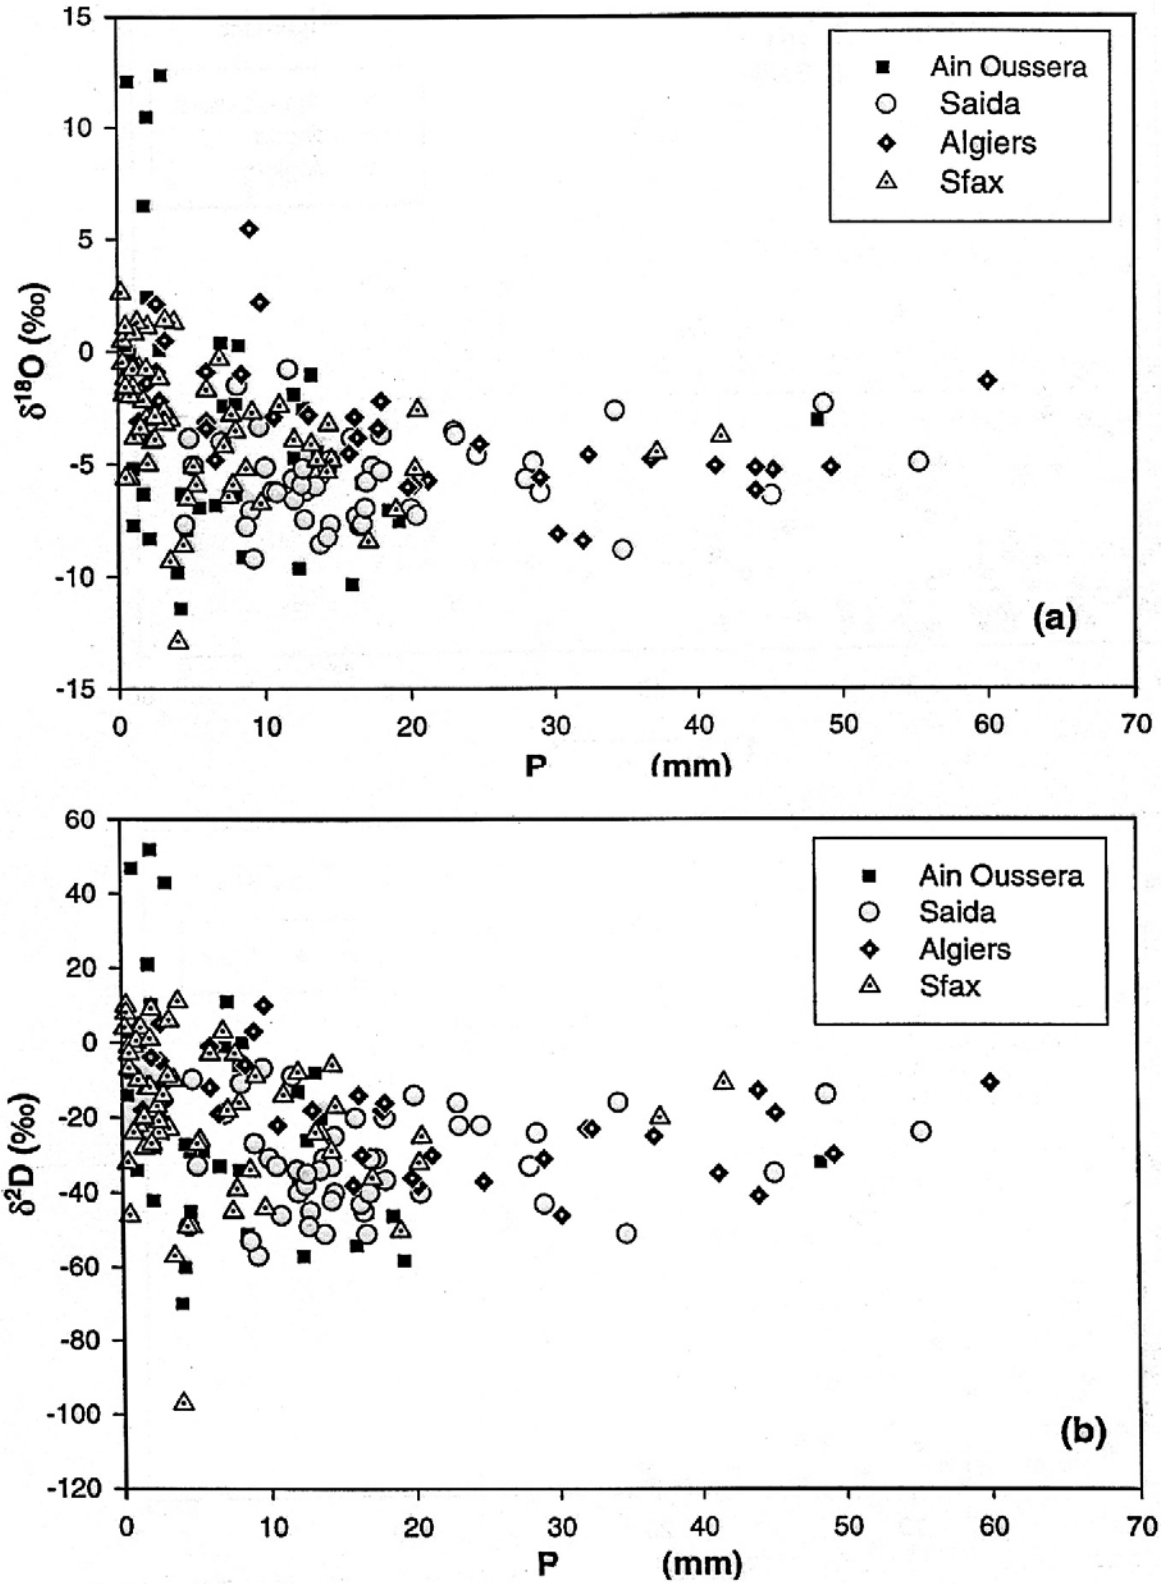 15
10
5
0
-5
-10
-15
δ¹⁸O (‰)
Ain Oussera
Saida
Algiers
Sfax
(a)
0 10 20 30 40 50 60 70
P (mm)
60
40
20
0
-20
-40
-60
-80
-100
-120
δ²D (‰)
Ain Oussera
Saida
Algiers
Sfax
(b)
0 10 20 30 40 50 60 70
P (mm)